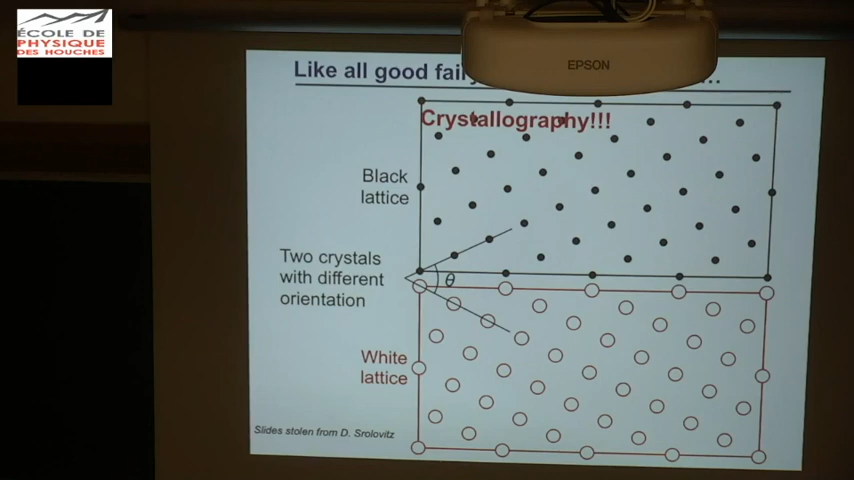 ÉCOLE DE
PHYSIQUE
DES HOUCHES
EPSON
Like all good
Crystallography!!!
Black
lattice
Two crystals
with different
orientation
θ
White
lattice
Slides stolen from D. Srolovitz